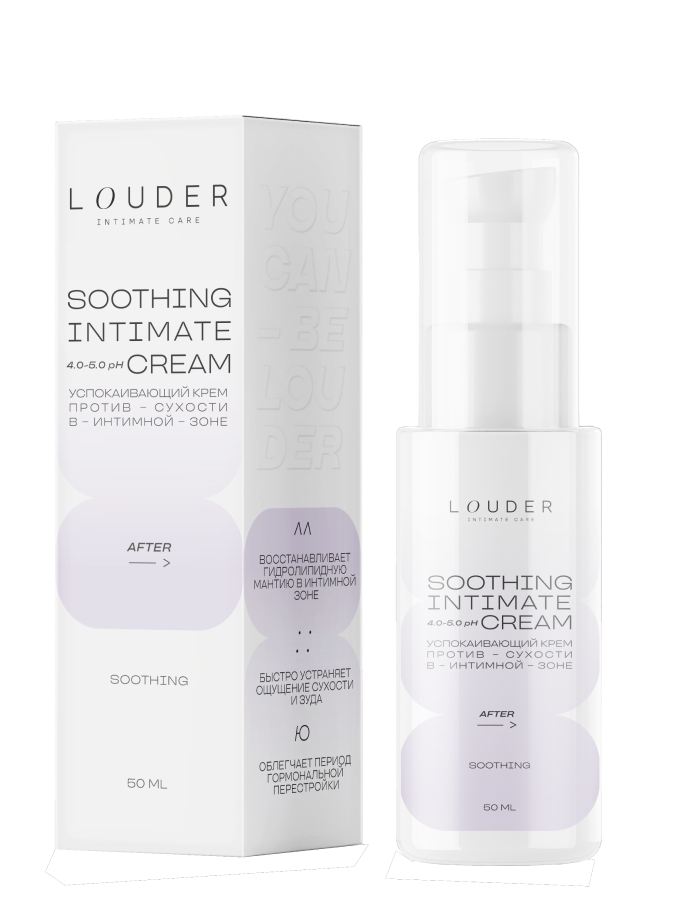 LOUDER
INTIMATE CARE
SOOTHING
INTIMATE
4.0-5.0 pH CREAM
УСПОКАИВАЮЩИЙ КРЕМ
ПРОТИВ - СУХОСТИ
В - ИНТИМНОЙ - ЗОНЕ
AFTER
SOOTHING
50 ML
YOU
CAN
- BE
LOU
DER
ВОССТАНАВЛИВАЕТ
ГИДРОЛИПИДНУЮ
МАНТИЮ В ИНТИМНОЙ
ЗОНЕ
БЫСТРО УСТРАНЯЕТ
ОЩУЩЕНИЕ СУХОСТИ
И ЗУДА
Ю
ОБЛЕГЧАЕТ ПЕРИОД
ГОРМОНАЛЬНОЙ
ПЕРЕСТРОЙКИ
LOUDER
INTIMATE CARE
SOOTHING
INTIMATE
4.0-5.0 pH CREAM
УСПОКАИВАЮЩИЙ КРЕМ
ПРОТИВ - СУХОСТИ
В - ИНТИМНОЙ - ЗОНЕ
AFTER
SOOTHING
50 ML